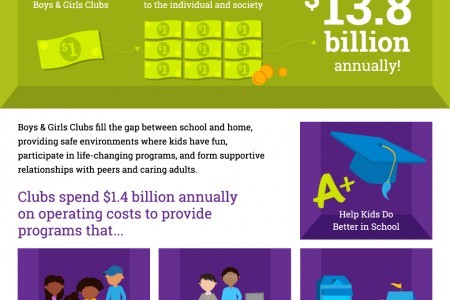 Boys & Girls Clubs
to the individual and society
$13.8
billion
annually!
$1
$1
$1
$1
$1
$1
$1
$1
$1
$1
Boys & Girls Clubs fill the gap between school and home,
providing safe environments where kids have fun,
participate in life-changing programs, and form supportive
relationships with peers and caring adults.
Clubs spend $1.4 billion annually
on operating costs to provide
programs that...
A+
Help Kids Do
Better in School